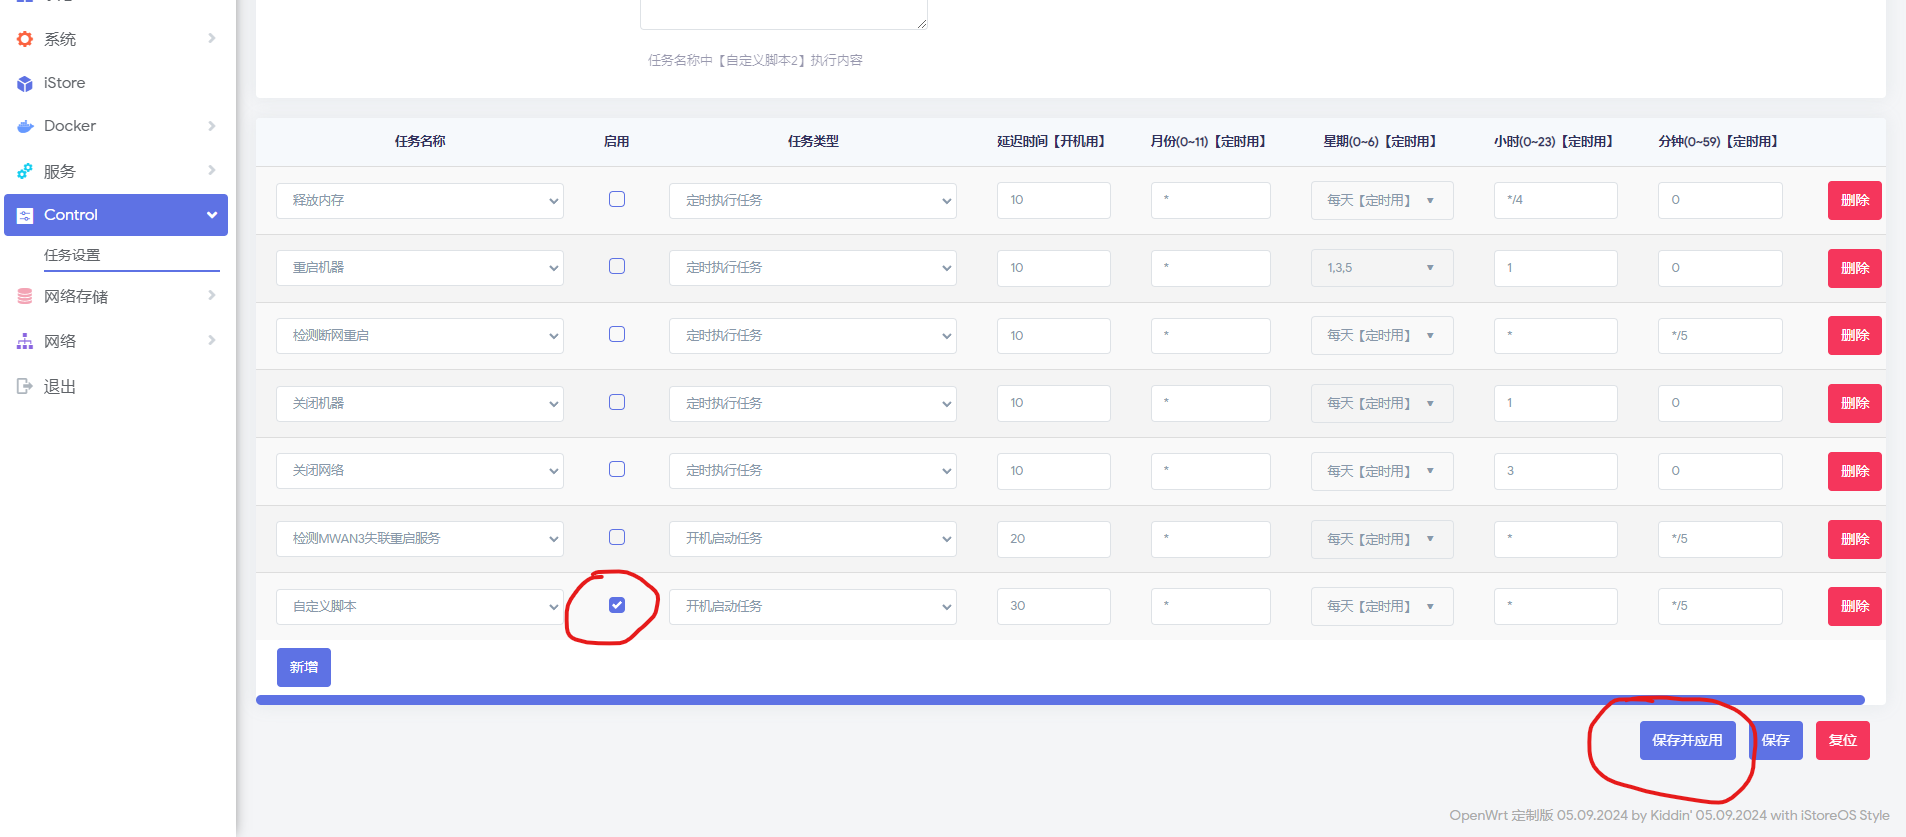 系统
iStore
Docker
服务
Control
任务设置
网络存储
网络
退出
任务名称中【自定义脚本2】执行内容
任务名称 启用 任务类型 延迟时间【开机用】 月份(0~11)【定时用】 星期(0~6)【定时用】 小时(0~23)【定时用】 分钟(0~59)【定时用】
释放内存 定时执行任务 10 * 每天【定时用】 */4 0 删除
重启机器 定时执行任务 10 * 1,3,5 1 0 删除
检测断网重启 定时执行任务 10 * 每天【定时用】 * */5 删除
关闭机器 定时执行任务 10 * 每天【定时用】 1 0 删除
关闭网络 定时执行任务 10 * 每天【定时用】 3 0 删除
检测MWAN3失联重启服务 开机启动任务 20 * 每天【定时用】 * */5 删除
自定义脚本 开机启动任务 30 * 每天【定时用】 * */5 删除
新增
保存并应用 保存 复位
OpenWrt 定制版 05.09.2024 by Kiddin' 05.09.2024 with iStoreOS Style